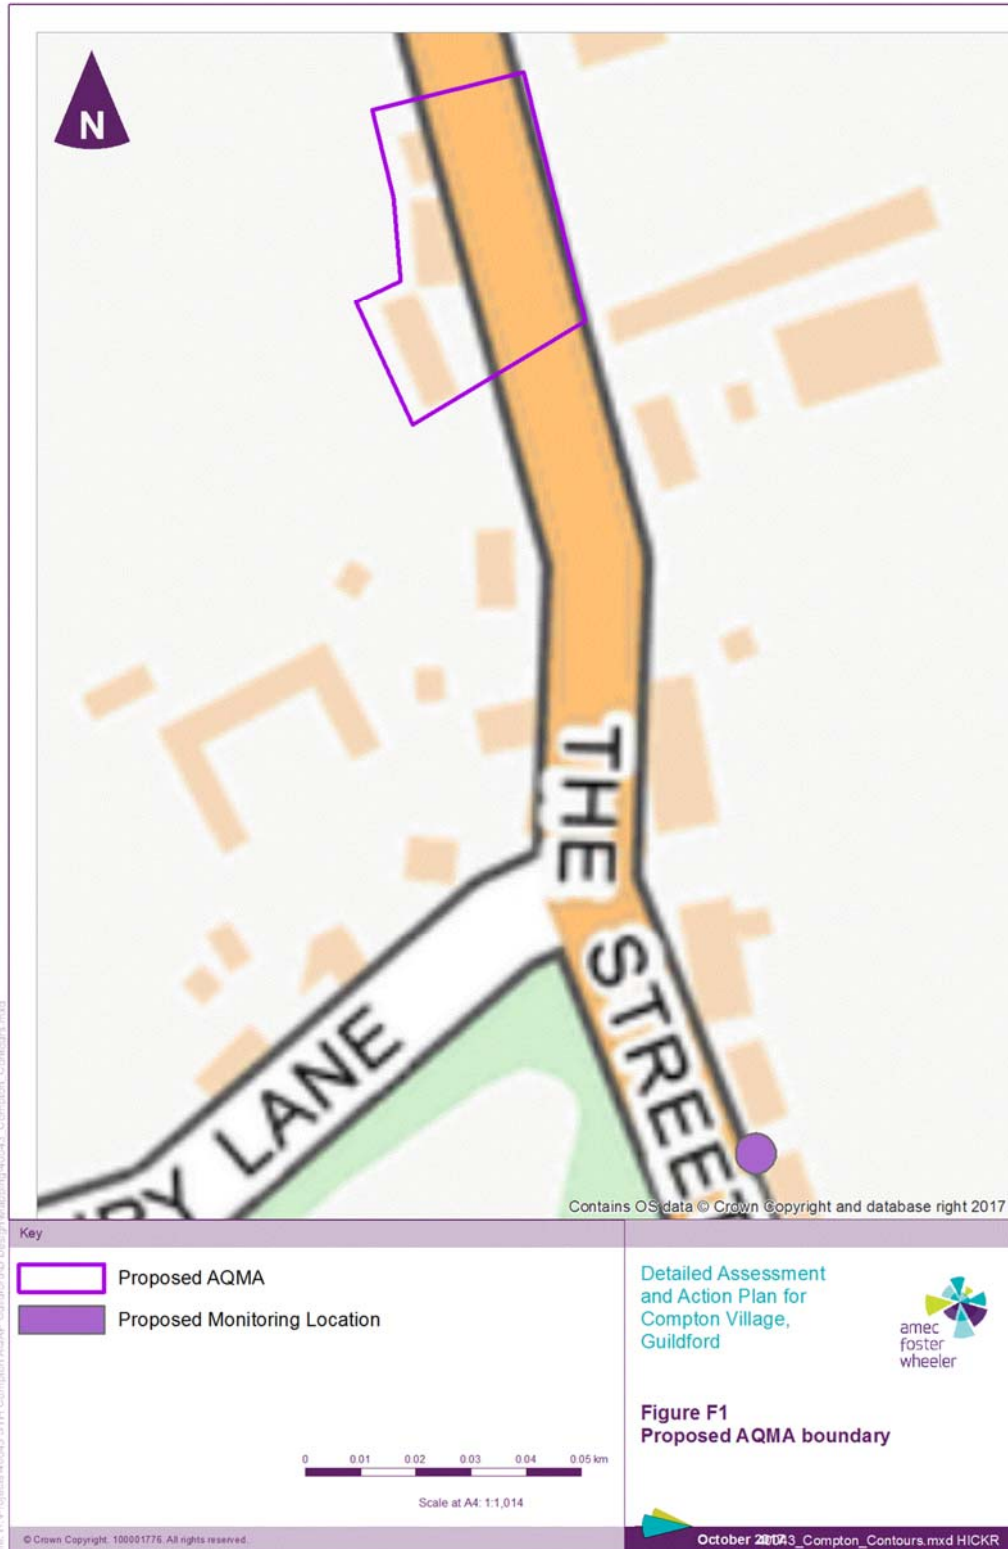 N
THE
STREET
LANE
Contains OS data © Crown Copyright and database right 2017
Key
Proposed AQMA
Proposed Monitoring Location
Detailed Assessment
and Action Plan for
Compton Village,
Guildford
amec
foster
wheeler
Figure F1
Proposed AQMA boundary
0 0.01 0.02 0.03 0.04 0.05 km
Scale at A4: 1:1,014
© Crown Copyright. 100001776. All rights reserved.
October 2017
43_Compton_Contours.mxd HICKR